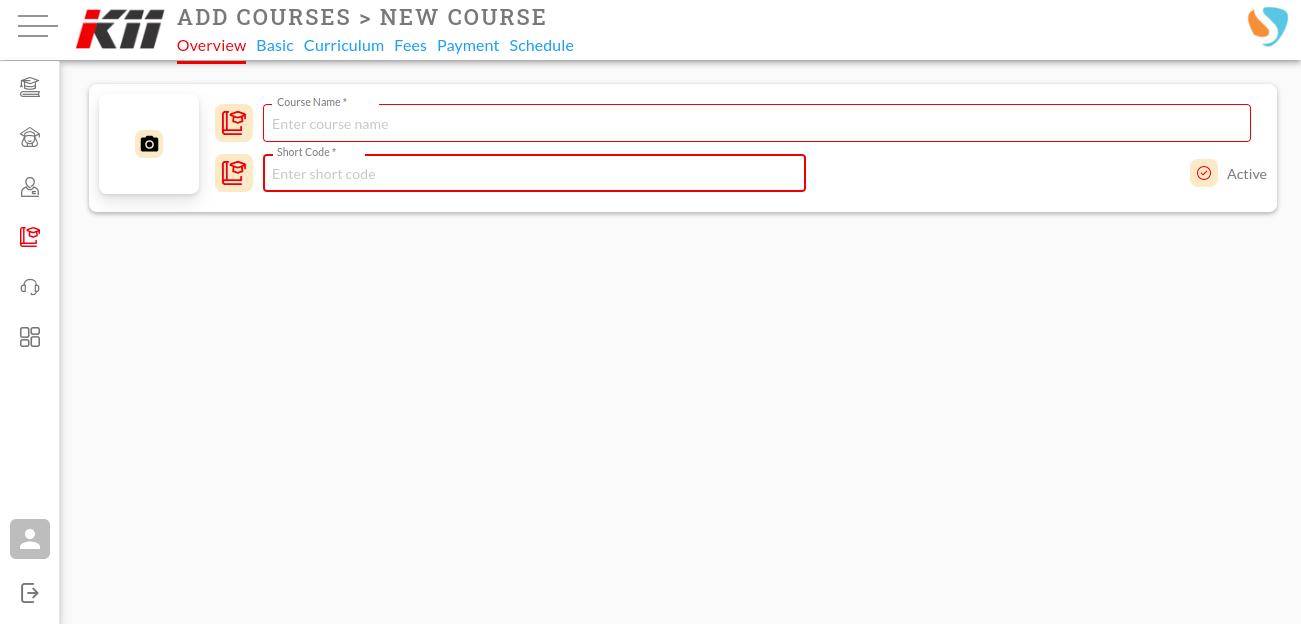 KII
ADD COURSES > NEW COURSE
Overview Basic Curriculum Fees Payment Schedule
Course Name *
Enter course name
Short Code *
Enter short code
Active